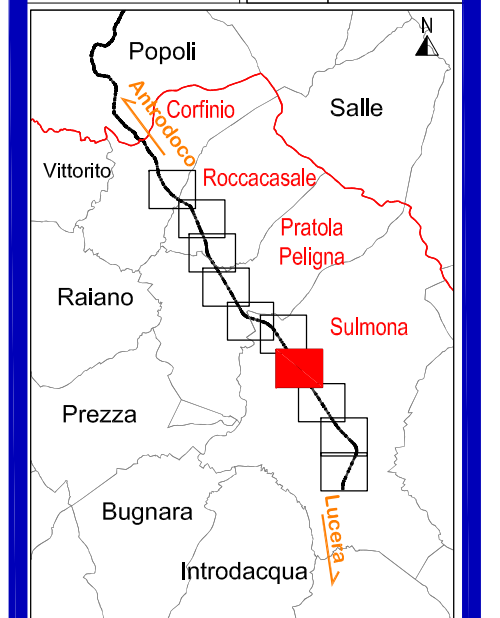 N
Popoli
Antrodoco
Corfinio
Salle
Vittorito
Roccacasale
Pratola
Peligna
Raiano
Sulmona
Prezza
Bugnara
Lucera
Introdacqua